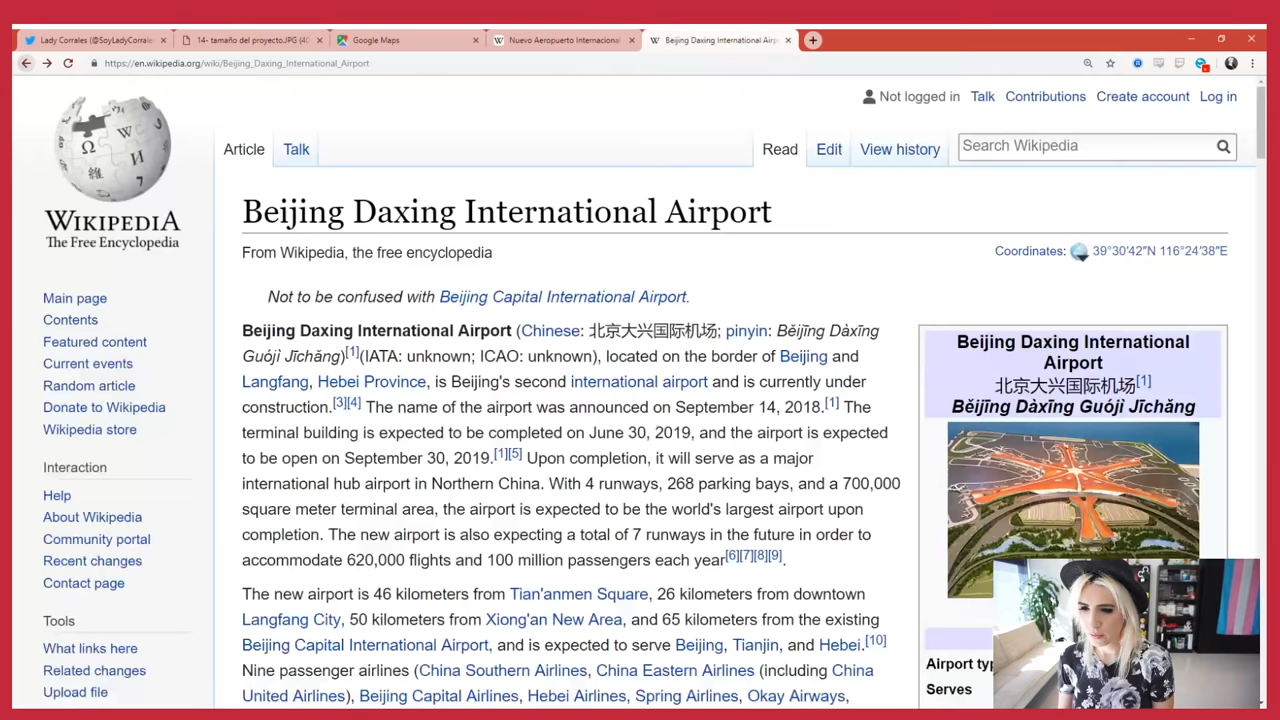 Lady Corrales (@SoyLadyCorrale
14- tamaño del proyecto.JPG (40
Google Maps
Nuevo Aeropuerto Internacional
Beijing Daxing International Airp
https://en.wikipedia.org/wiki/Beijing_Daxing_International_Airport
Not logged in Talk Contributions Create account Log in
Article Talk Read Edit View history Search Wikipedia
WIKIPEDIA
The Free Encyclopedia
Main page
Contents
Featured content
Current events
Random article
Donate to Wikipedia
Wikipedia store
Interaction
Help
About Wikipedia
Community portal
Recent changes
Contact page
Tools
What links here
Related changes
Upload file
Beijing Daxing International Airport
From Wikipedia, the free encyclopedia
Coordinates: 39°30′42″N 116°24′38″E
Not to be confused with Beijing Capital International Airport.
Beijing Daxing International Airport (Chinese: 北京大兴国际机场; pinyin: Běijīng Dàxīng
Guójì Jīchǎng)[1](IATA: unknown; ICAO: unknown), located on the border of Beijing and
Langfang, Hebei Province, is Beijing's second international airport and is currently under
construction.[3][4] The name of the airport was announced on September 14, 2018.[1] The
terminal building is expected to be completed on June 30, 2019, and the airport is expected
to be open on September 30, 2019.[1][5] Upon completion, it will serve as a major
international hub airport in Northern China. With 4 runways, 268 parking bays, and a 700,000
square meter terminal area, the airport is expected to be the world's largest airport upon
completion. The new airport is also expecting a total of 7 runways in the future in order to
accommodate 620,000 flights and 100 million passengers each year[6][7][8][9].
The new airport is 46 kilometers from Tian'anmen Square, 26 kilometers from downtown
Langfang City, 50 kilometers from Xiong'an New Area, and 65 kilometers from the existing
Beijing Capital International Airport, and is expected to serve Beijing, Tianjin, and Hebei.[10]
Nine passenger airlines (China Southern Airlines, China Eastern Airlines (including China
United Airlines), Beijing Capital Airlines, Hebei Airlines, Spring Airlines, Okay Airways,
Beijing Daxing International
Airport
北京大兴国际机场[1]
Běijīng Dàxīng Guójì Jīchǎng
Airport typ
Serves